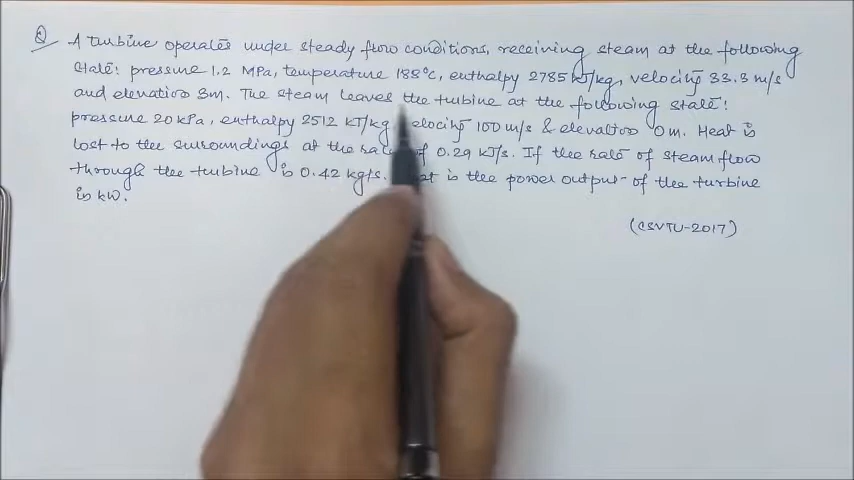 Q A turbine operates under steady flow conditions, receiving steam at the following
state: pressure 1.2 MPa, temperature 188°C, enthalpy 2785 kJ/kg, velocity 33.3 m/s
and elevation 3m. The steam leaves the turbine at the following state:
pressure 20 kPa, enthalpy 2512 kJ/kg, velocity 100 m/s & elevation 0 m. Heat is
lost to the surroundings at the rate of 0.29 kJ/s. If the rate of steam flow
through the turbine is 0.42 kg/s. is the power output of the turbine
in kW.
(CSVTU-2017)